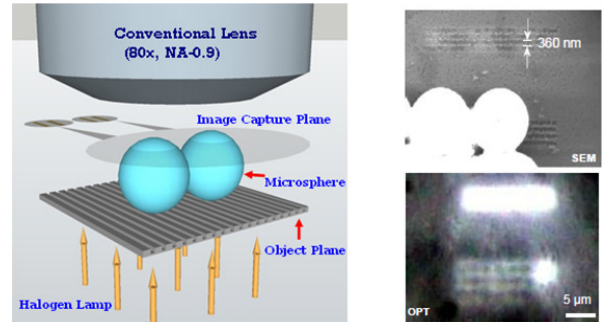 Conventional Lens
(80x, NA-0.9)
Image Capture Plane
Microsphere
Object Plane
Halogen Lamp
360 nm
SEM
OPT
5 µm